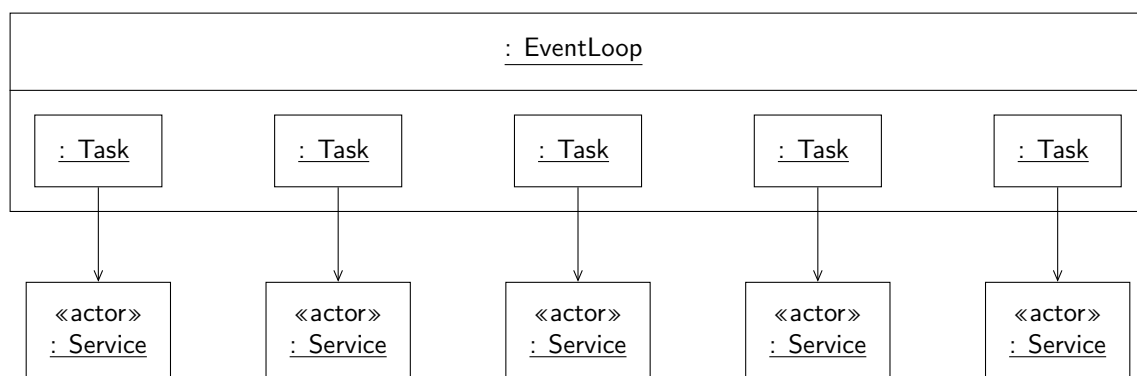 : EventLoop
: Task : Task : Task : Task : Task
«actor» «actor» «actor» «actor» «actor»
: Service : Service : Service : Service : Service